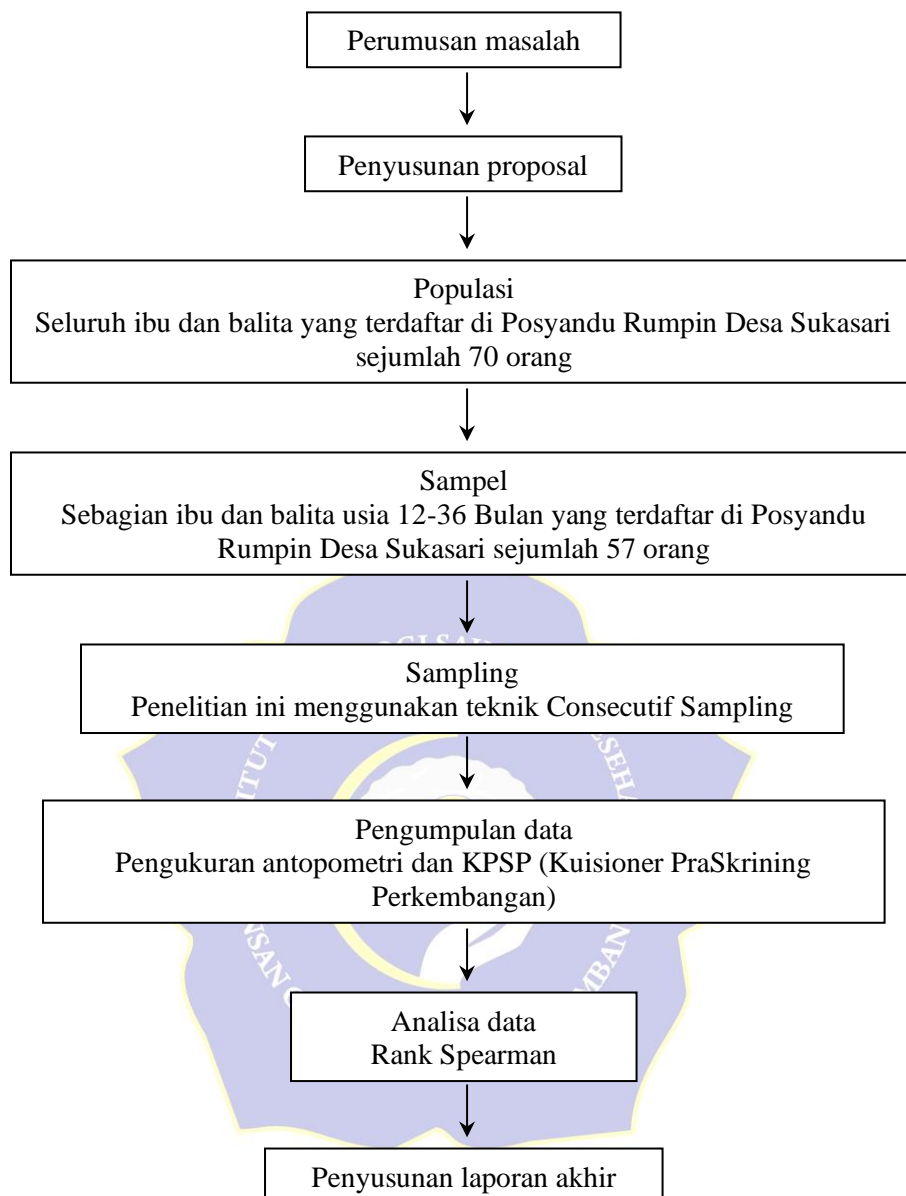 Perumusan masalah
Penyusunan proposal
Populasi
Seluruh ibu dan balita yang terdaftar di Posyandu Rumpin Desa Sukasari
sejumlah 70 orang
Sampel
Sebagian ibu dan balita usia 12-36 Bulan yang terdaftar di Posyandu
Rumpin Desa Sukasari sejumlah 57 orang
Sampling
Penelitian ini menggunakan teknik Consecutif Sampling
Pengumpulan data
Pengukuran antopometri dan KPSP (Kuisioner PraSkrining
Perkembangan)
Analisa data
Rank Spearman
Penyusunan laporan akhir